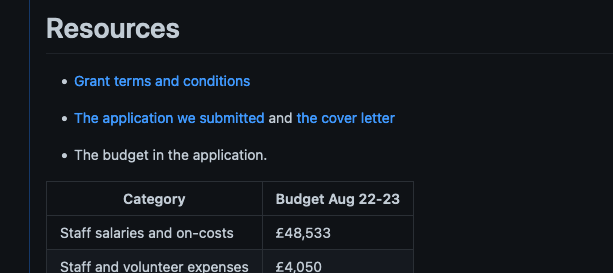 Resources
Grant terms and conditions
The application we submitted and the cover letter
The budget in the application.
Category Budget Aug 22-23
Staff salaries and on-costs £48,533
Staff and volunteer expenses £4,050